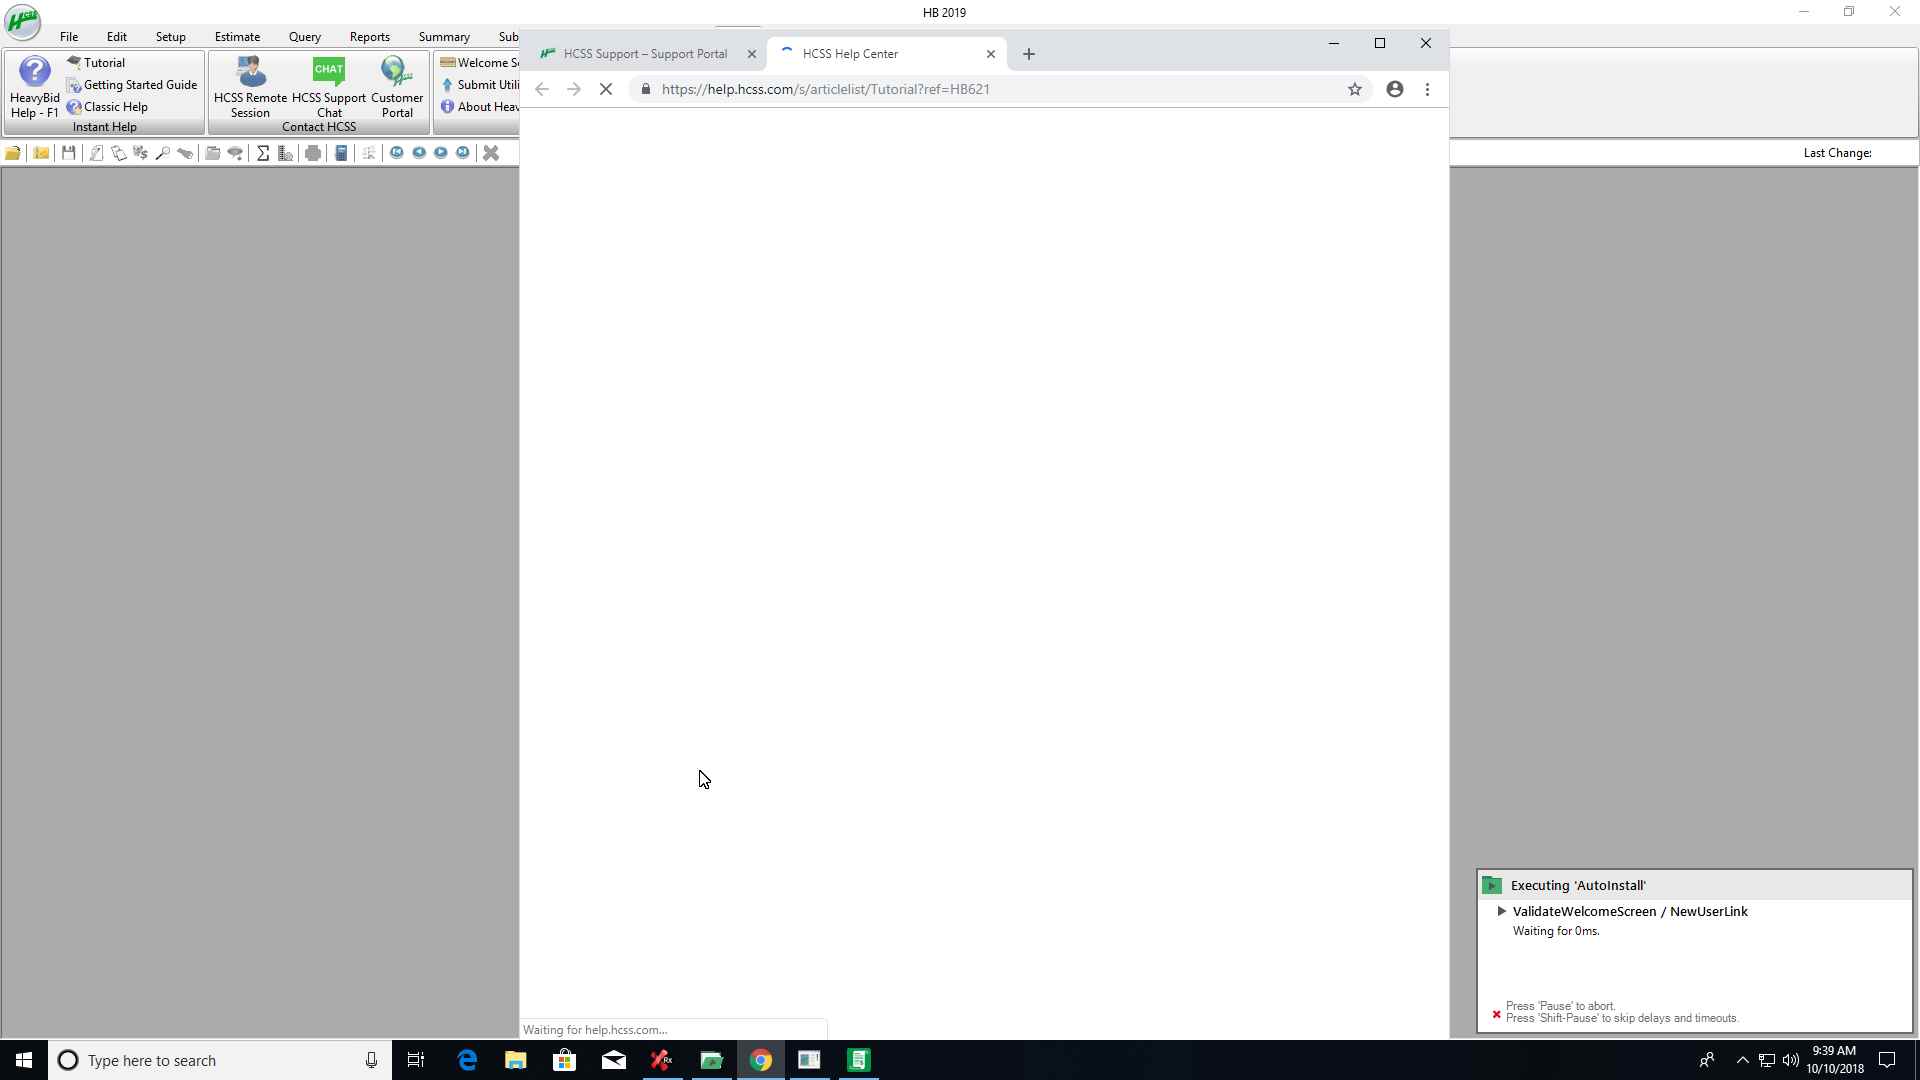 HB 2019
File Edit Setup Estimate Query Reports Summary Sub
HCSS Support – Support Portal
HCSS Help Center
https://help.hcss.com/s/articlelist/Tutorial?ref=HB621
HeavyBid
Help - F1
Tutorial
Getting Started Guide
Classic Help
Instant Help
HCSS Remote
Session
CHAT
HCSS Support
Chat
Customer
Portal
Contact HCSS
Welcome S
Submit Utili
About Heav
Last Change:
Executing 'AutoInstall'
ValidateWelcomeScreen / NewUserLink
Waiting for 0ms.
Press 'Pause' to abort.
Press 'Shift-Pause' to skip delays and timeouts.
Waiting for help.hcss.com...
Type here to search
Rx
9:39 AM
10/10/2018